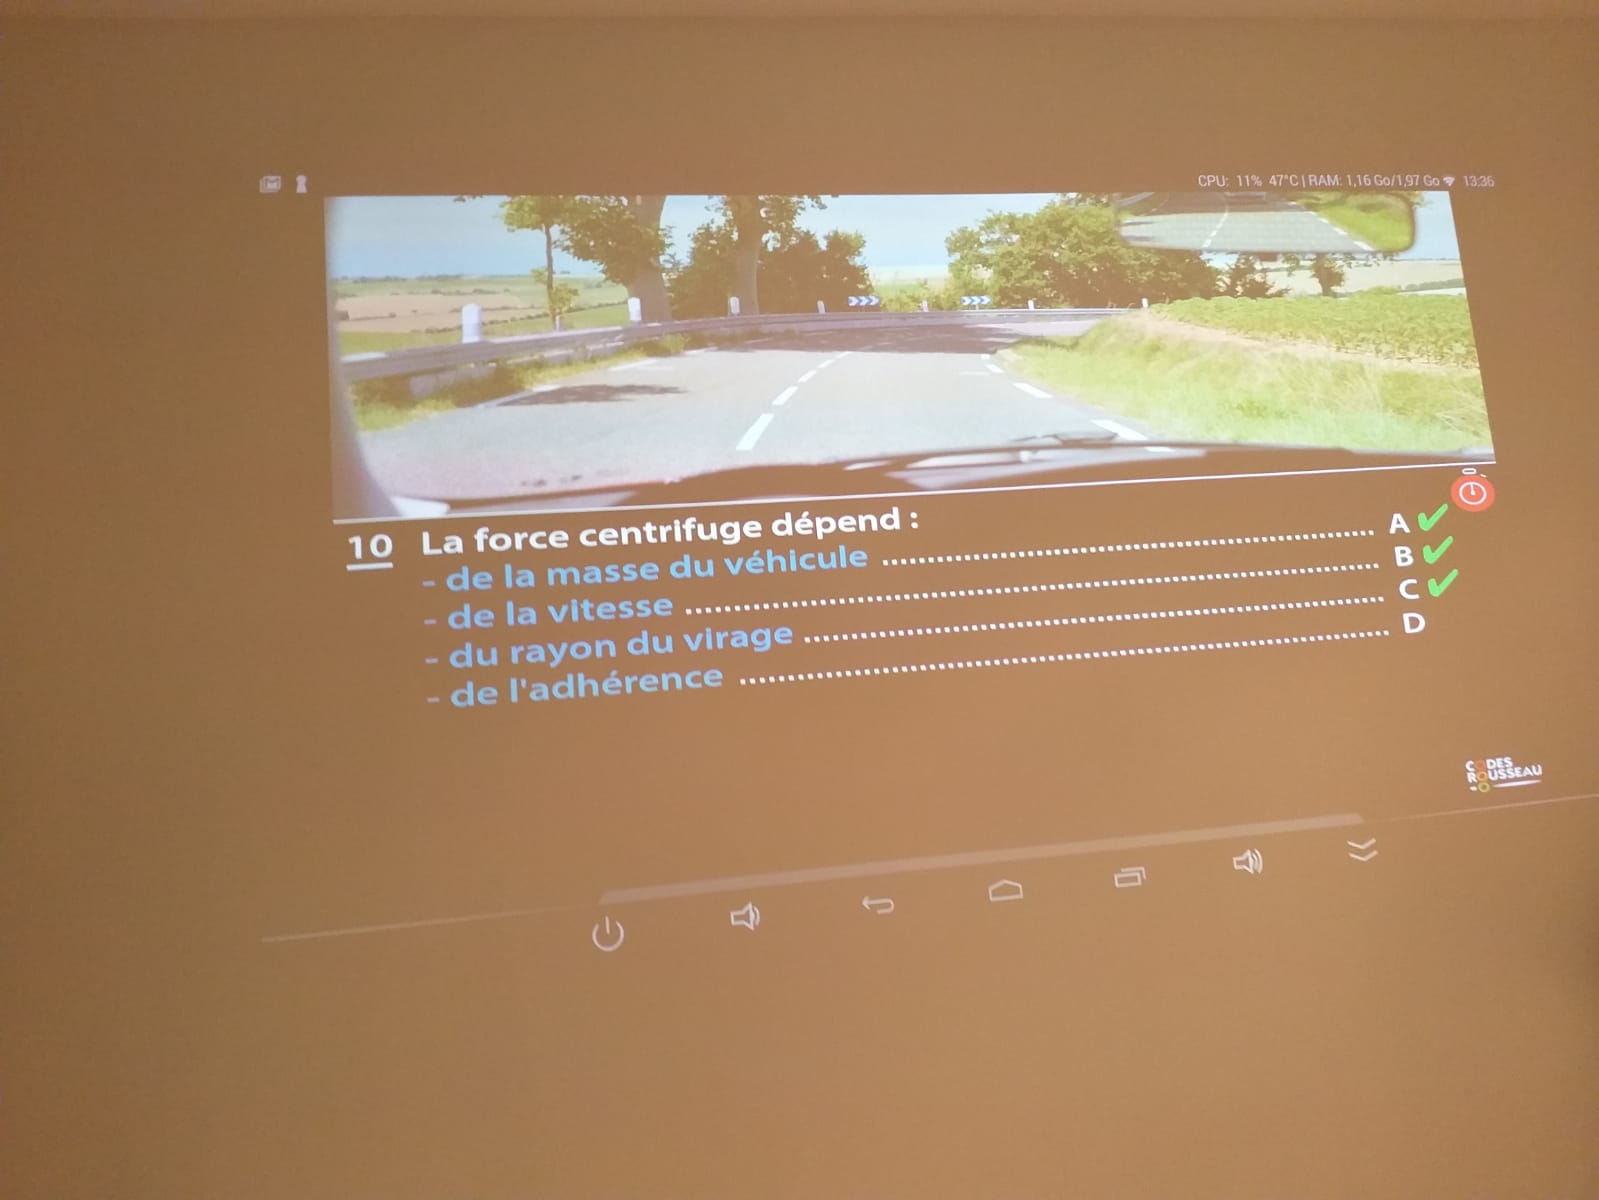 CPU: 11% 47°C | RAM: 1,16 Go/1,97 Go 13:36
10 La force centrifuge dépend :
- de la masse du véhicule A
- de la vitesse B
- du rayon du virage C
- de l'adhérence D
CODES
ROUSSEAU